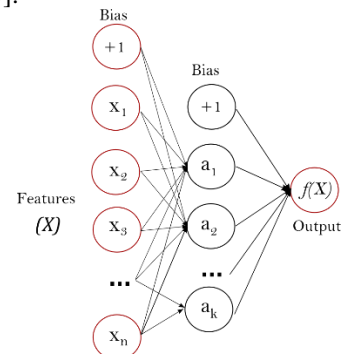 ].
Bias
+1
Bias
x1
+1
x2
a1
Features
(X)
x3
a2
f(X)
Output
...
...
xn
ak